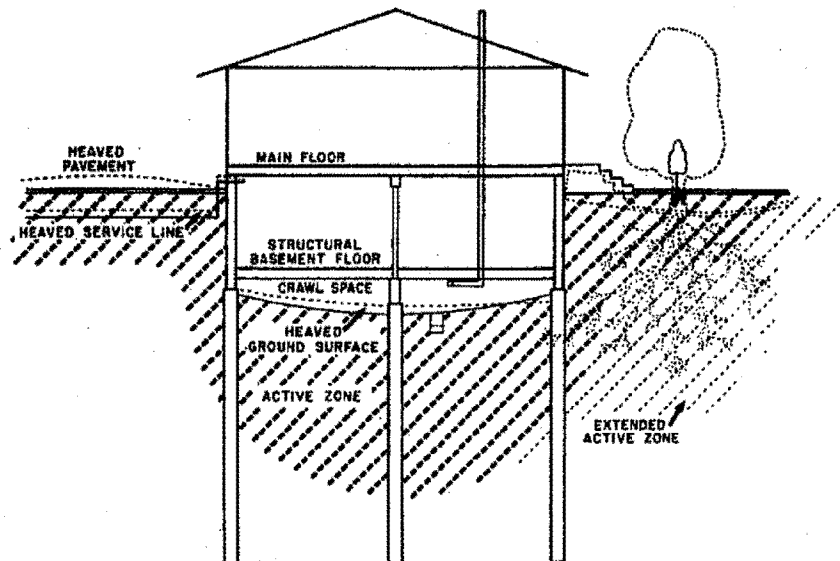 HEAVED
PAVEMENT
MAIN FLOOR
HEAVED SERVICE LINE
STRUCTURAL
BASEMENT FLOOR
CRAWL SPACE
HEAVED
GROUND SURFACE
ACTIVE ZONE
EXTENDED
ACTIVE ZONE